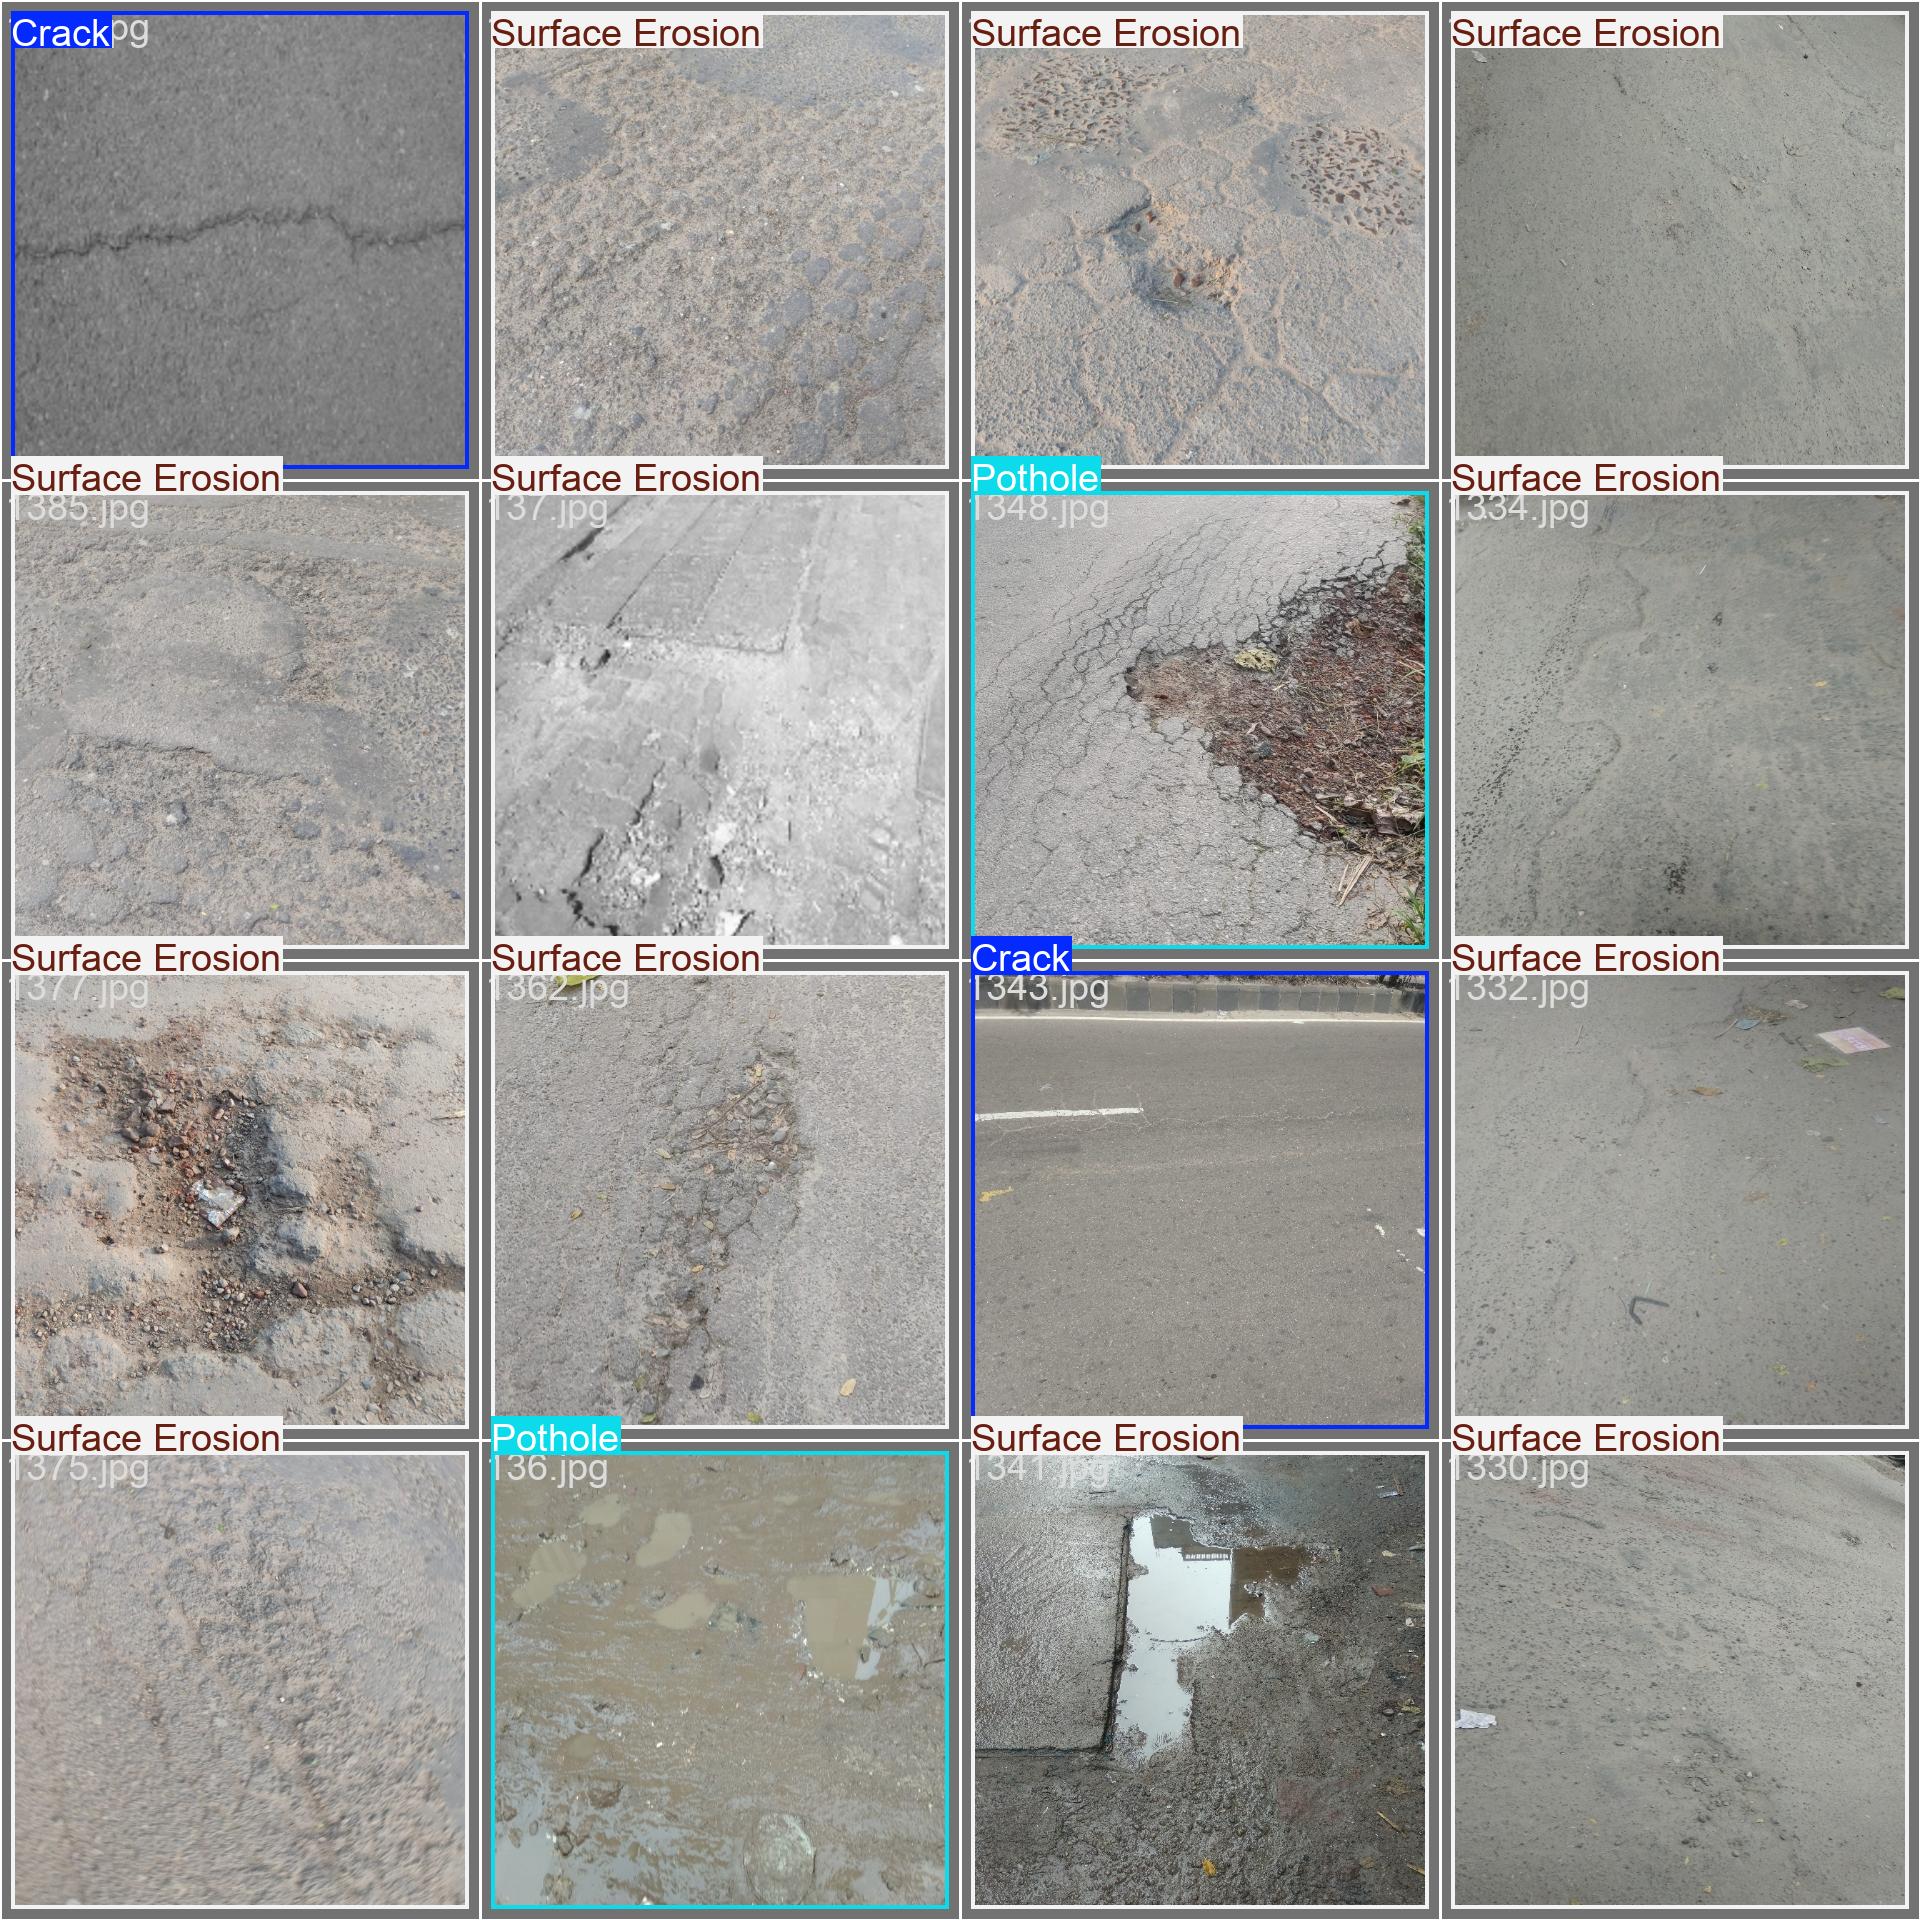 Crack
pg
Surface Erosion
Surface Erosion
Surface Erosion
Surface Erosion
1385.jpg
Surface Erosion
137.jpg
Pothole
1348.jpg
Surface Erosion
1334.jpg
Surface Erosion
1377.jpg
Surface Erosion
1362.jpg
Crack
1343.jpg
Surface Erosion
1332.jpg
Surface Erosion
1375.jpg
Pothole
136.jpg
Surface Erosion
1341.jpg
Surface Erosion
1330.jpg